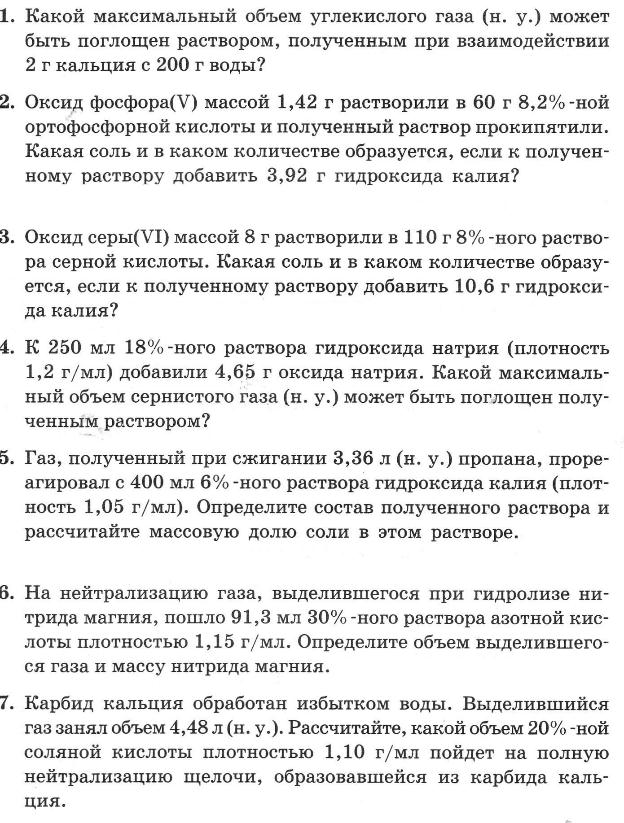 1. Какой максимальный объем углекислого газа (н. у.) может
быть поглощен раствором, полученным при взаимодействии
2 г кальция с 200 г воды?
2. Оксид фосфора(V) массой 1,42 г растворили в 60 г 8,2%-ной
ортофосфорной кислоты и полученный раствор прокипятили.
Какая соль и в каком количестве образуется, если к получен-
ному раствору добавить 3,92 г гидроксида калия?
3. Оксид серы(VI) массой 8 г растворили в 110 г 8%-ного раство-
ра серной кислоты. Какая соль и в каком количестве образу-
ется, если к полученному раствору добавить 10,6 г гидрокси-
да калия?
4. К 250 мл 18%-ного раствора гидроксида натрия (плотность
1,2 г/мл) добавили 4,65 г оксида натрия. Какой максималь-
ный объем сернистого газа (н. у.) может быть поглощен полу-
ченным раствором?
5. Газ, полученный при сжигании 3,36 л (н. у.) пропана, проре-
агировал с 400 мл 6%-ного раствора гидроксида калия (плот-
ность 1,05 г/мл). Определите состав полученного раствора и
рассчитайте массовую долю соли в этом растворе.
6. На нейтрализацию газа, выделившегося при гидролизе ни-
трида магния, пошло 91,3 мл 30%-ного раствора азотной кис-
лоты плотностью 1,15 г/мл. Определите объем выделившего-
ся газа и массу нитрида магния.
7. Карбид кальция обработан избытком воды. Выделившийся
газ занял объем 4,48 л (н. у.). Рассчитайте, какой объем 20%-ной
соляной кислоты плотностью 1,10 г/мл пойдет на полную
нейтрализацию щелочи, образовавшейся из карбида каль-
ция.